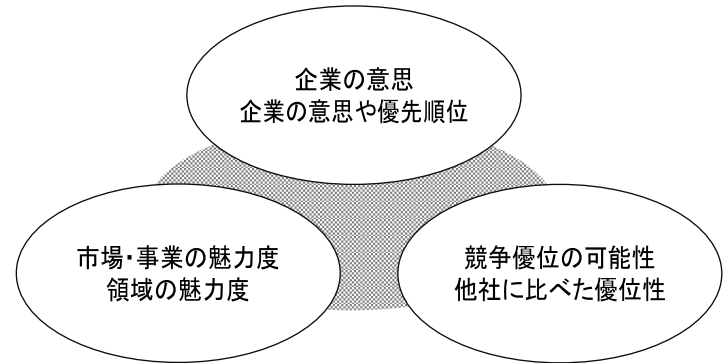 企業の意思
企業の意思や優先順位
市場・事業の魅力度
領域の魅力度
競争優位の可能性
他社に比べた優位性